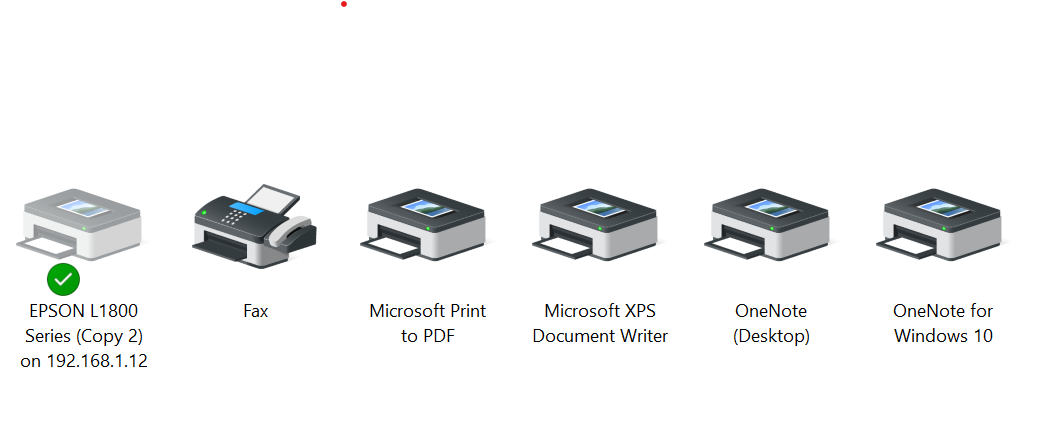 EPSON L1800
Series (Copy 2)
on 192.168.1.12
Fax
Microsoft Print
to PDF
Microsoft XPS
Document Writer
OneNote
(Desktop)
OneNote for
Windows 10